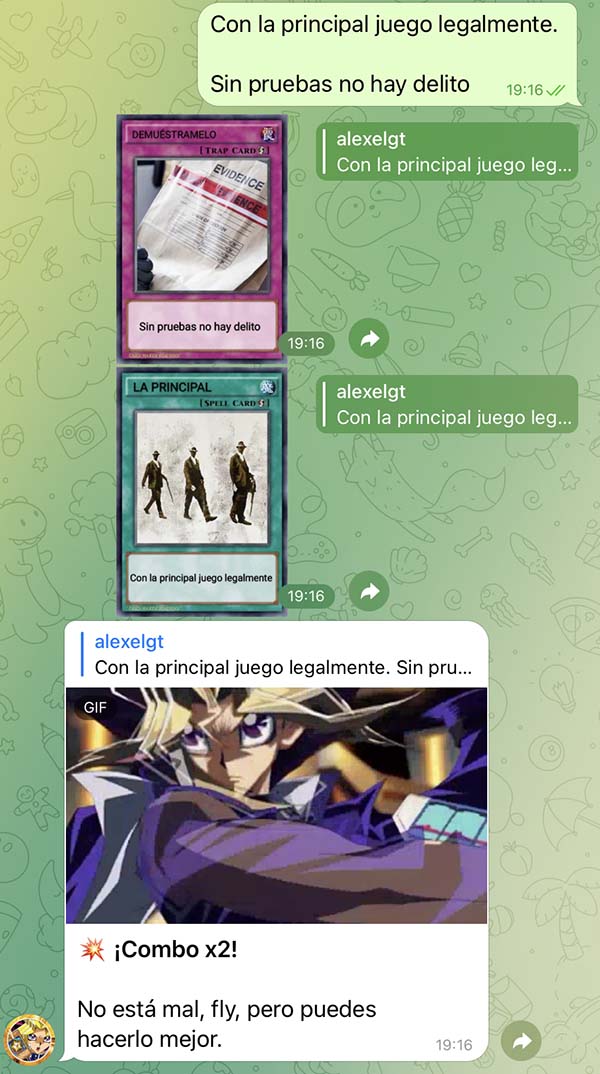 Con la principal juego legalmente.
Sin pruebas no hay delito
19:16
DEMUÉSTRAMELO
[TRAP CARD]
EVIDENCE
Sin pruebas no hay delito
19:16
alexelgt
Con la principal juego leg...
LA PRINCIPAL
[SPELL CARD]
Con la principal juego legalmente
19:16
alexelgt
Con la principal juego leg...
alexelgt
Con la principal juego legalmente. Sin pru...
GIF
💥 ¡Combo x2!
No está mal, fly, pero puedes
hacerlo mejor.
19:16